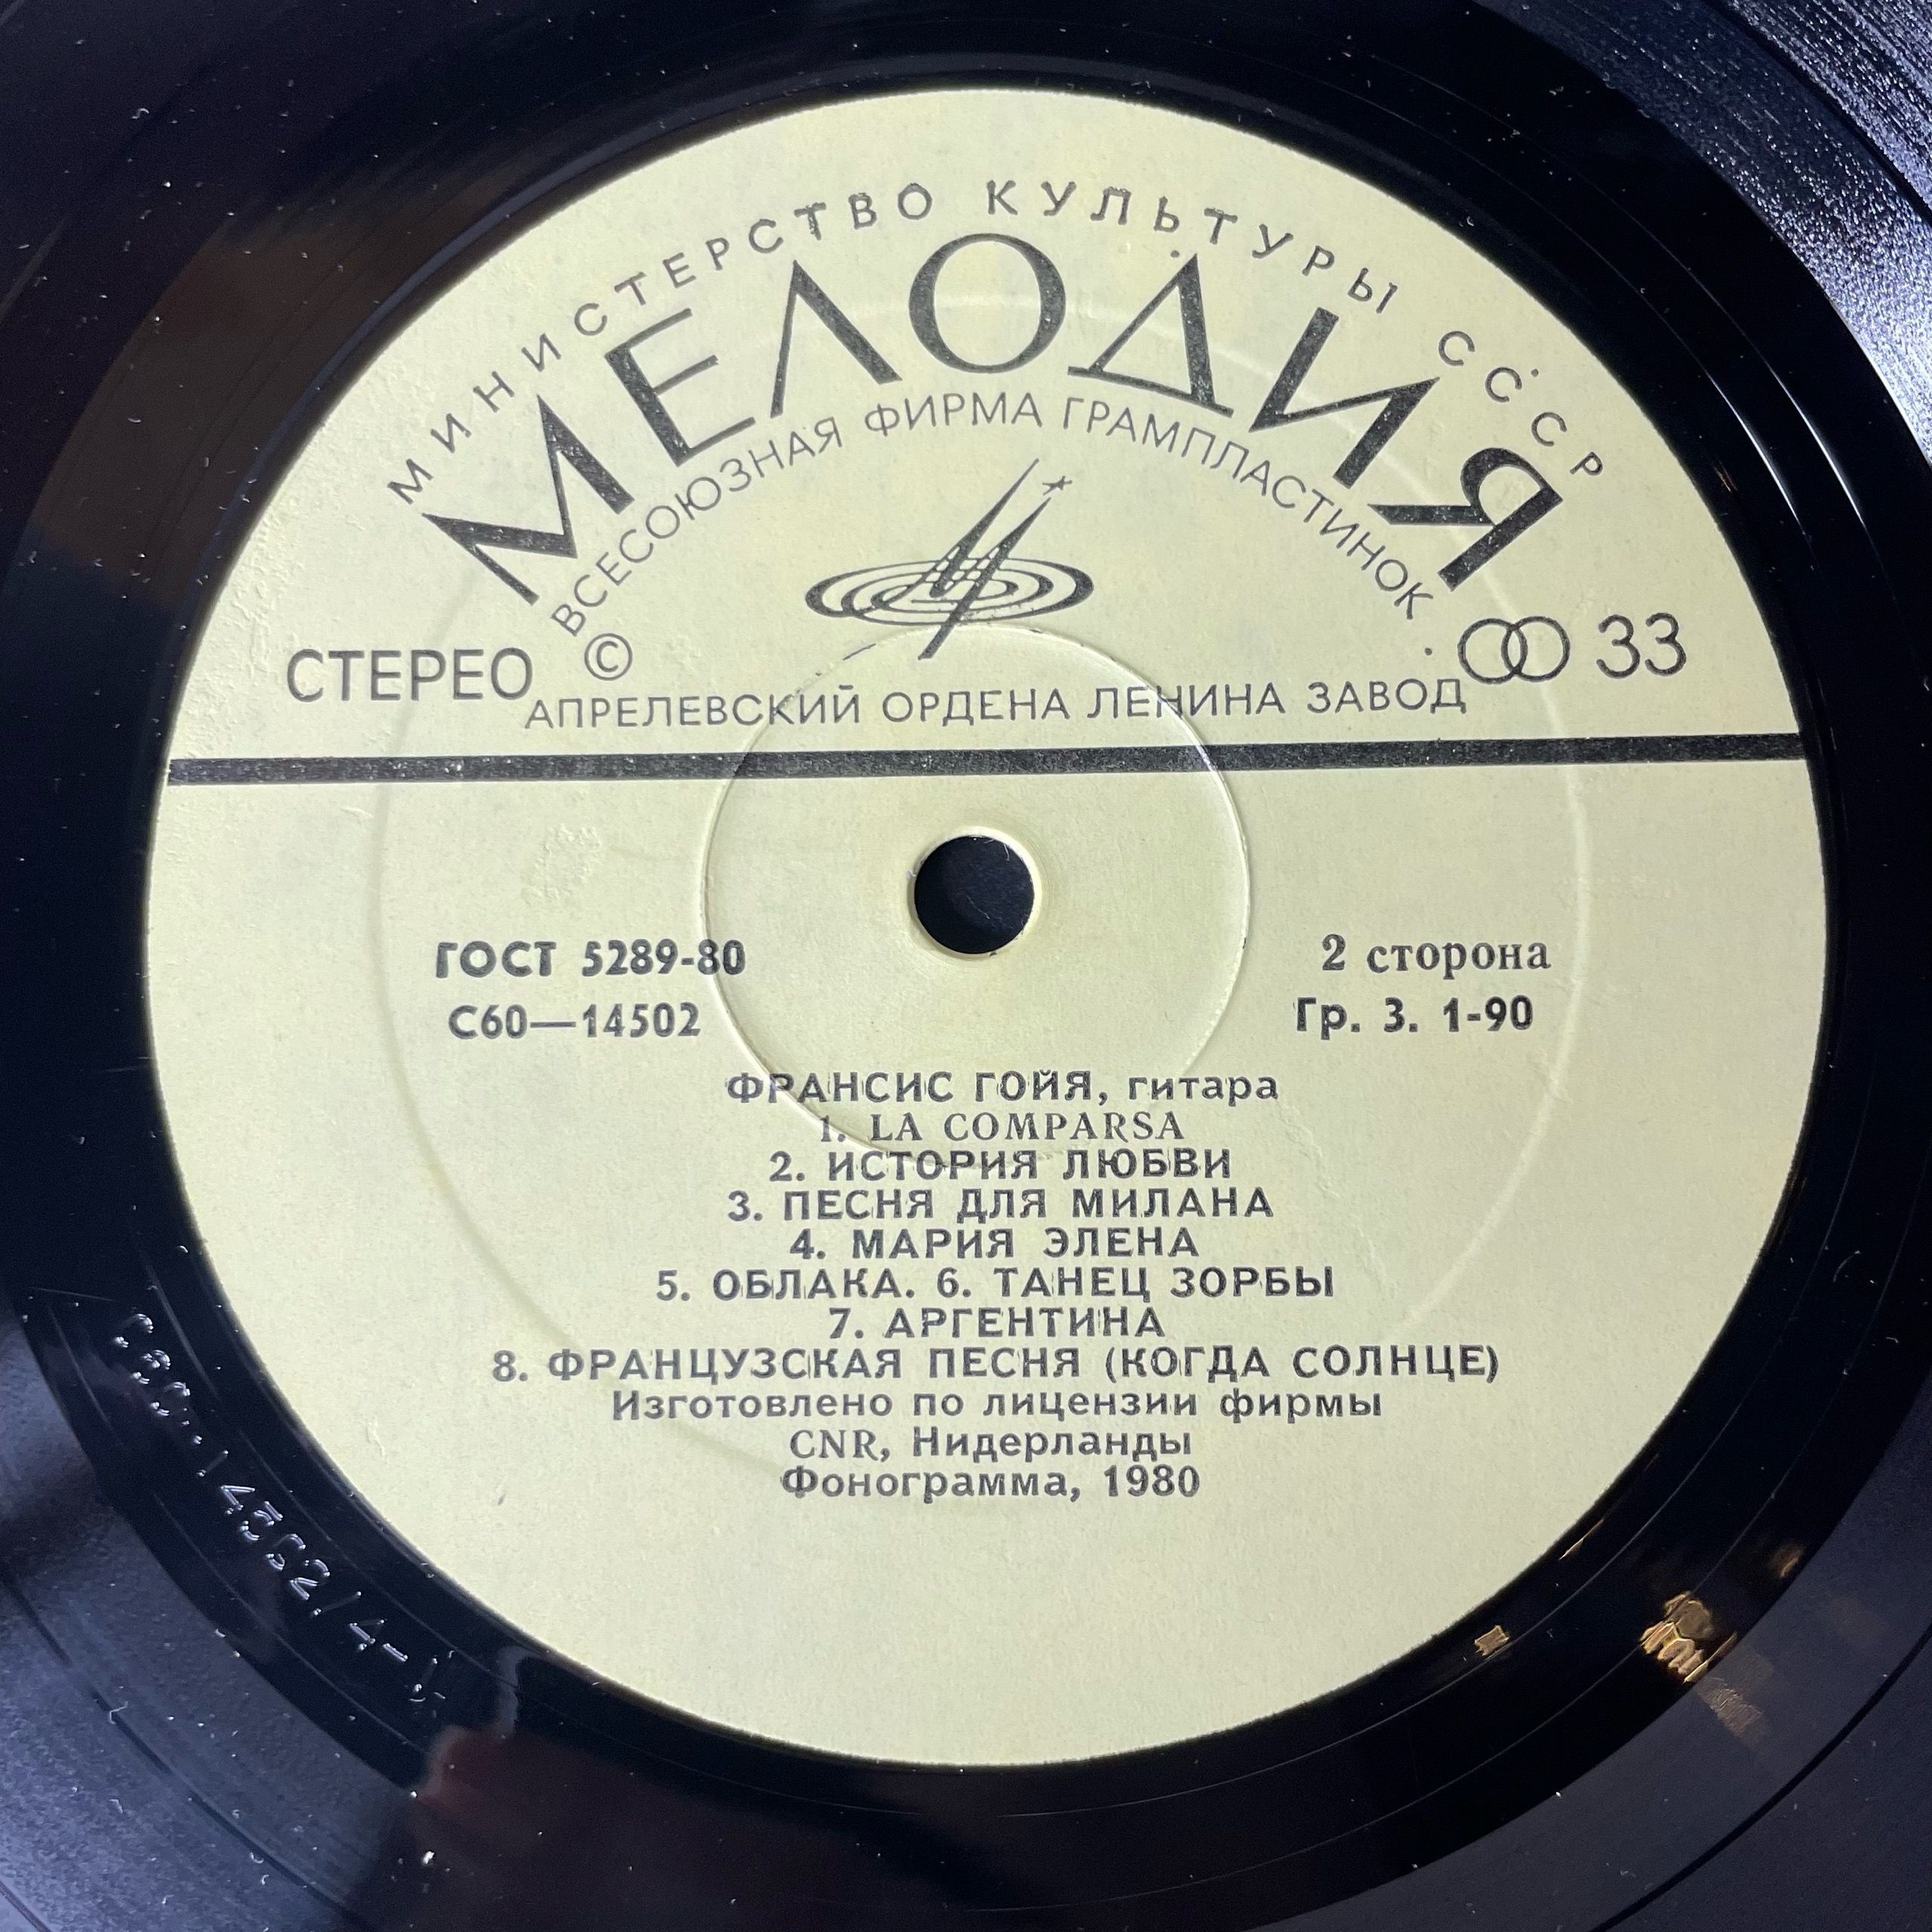 МИНИСТЕРСТВО КУЛЬТУРЫ СССР
МЕЛОДИЯ
ВСЕСОЮЗНАЯ ФИРМА ГРАМПЛАСТИНОК
СТЕРЕО © 33
АПРЕЛЕВСКИЙ ОРДЕНА ЛЕНИНА ЗАВОД
ГОСТ 5289-80 2 сторона
С60—14502 Гр. 3. 1-90
ФРАНСИС ГОЙЯ, гитара
1. LA COMPARSA
2. ИСТОРИЯ ЛЮБВИ
3. ПЕСНЯ ДЛЯ МИЛАНА
4. МАРИЯ ЭЛЕНА
5. ОБЛАКА. 6. ТАНЕЦ ЗОРБЫ
7. АРГЕНТИНА
8. ФРАНЦУЗСКАЯ ПЕСНЯ (КОГДА СОЛНЦЕ)
Изготовлено по лицензии фирмы
CNR, Нидерланды
Фонограмма, 1980